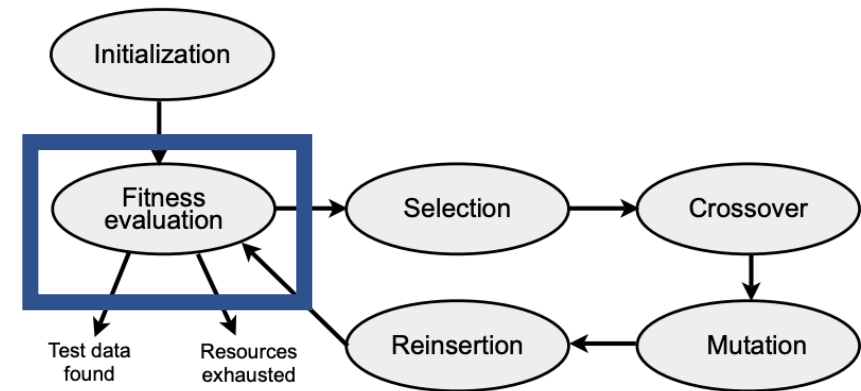 Initialization
Fitness
evaluation
Selection
Crossover
Test data
found
Resources
exhausted
Reinsertion
Mutation